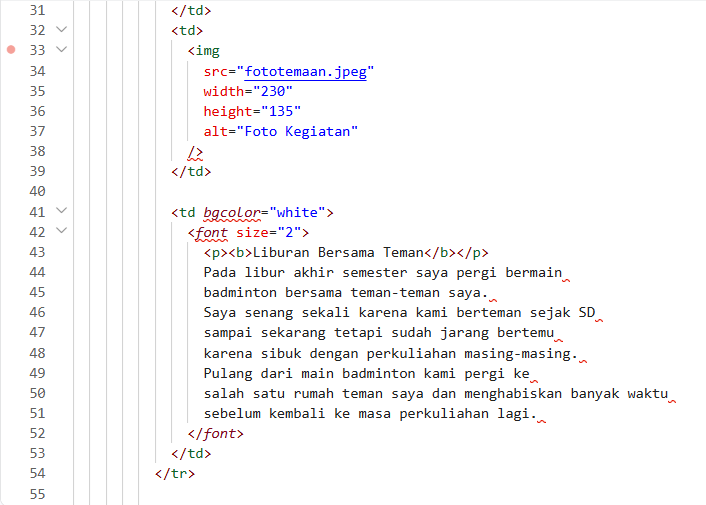 31 </td>
32 <td>
33 <img
34 src="fototemaan.jpeg"
35 width="230"
36 height="135"
37 alt="Foto Kegiatan"
38 />
39 </td>
40
41 <td bgcolor="white">
42 <font size="2">
43 <p><b>Liburan Bersama Teman</b></p>
44 Pada libur akhir semester saya pergi bermain
45 badminton bersama teman-teman saya.
46 Saya senang sekali karena kami berteman sejak SD
47 sampai sekarang tetapi sudah jarang bertemu
48 karena sibuk dengan perkuliahan masing-masing.
49 Pulang dari main badminton kami pergi ke
50 salah satu rumah teman saya dan menghabiskan banyak waktu
51 sebelum kembali ke masa perkuliahan lagi.
52 </font>
53 </td>
54 </tr>
55